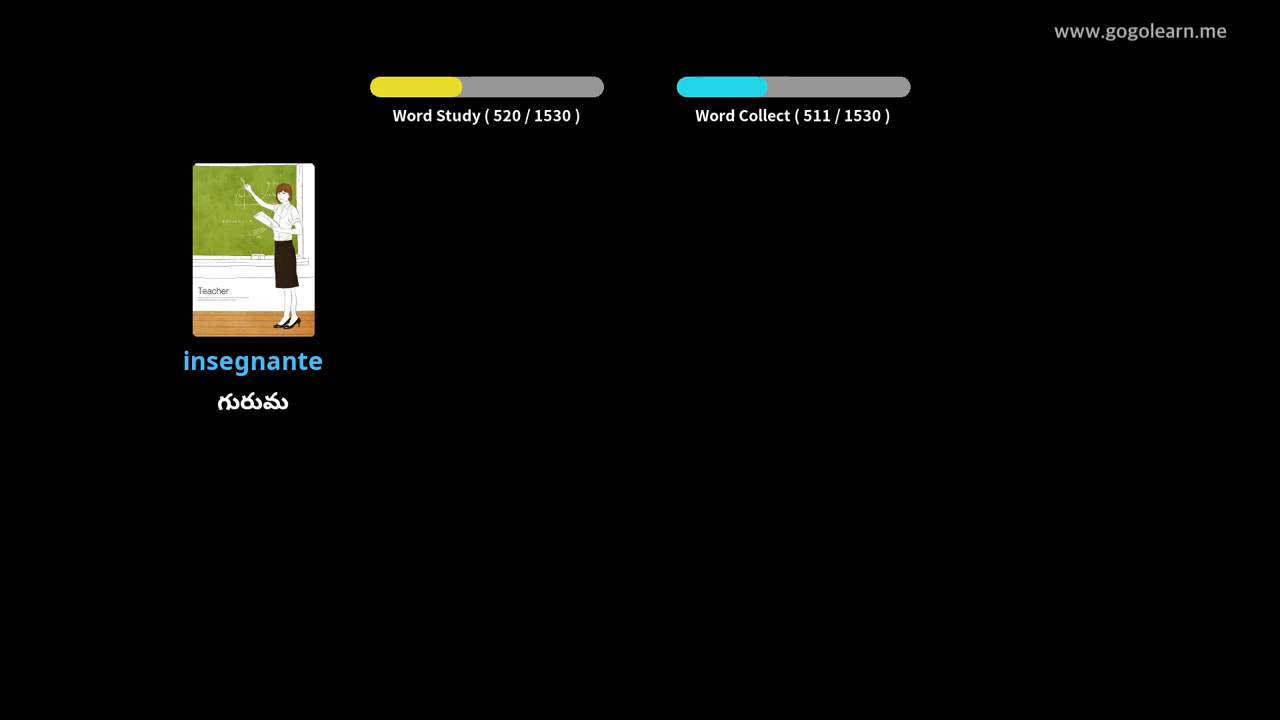 www.gogolearn.me
Word Study ( 520 / 1530 )
Word Collect ( 511 / 1530 )
Teacher
insegnante
గురుమ